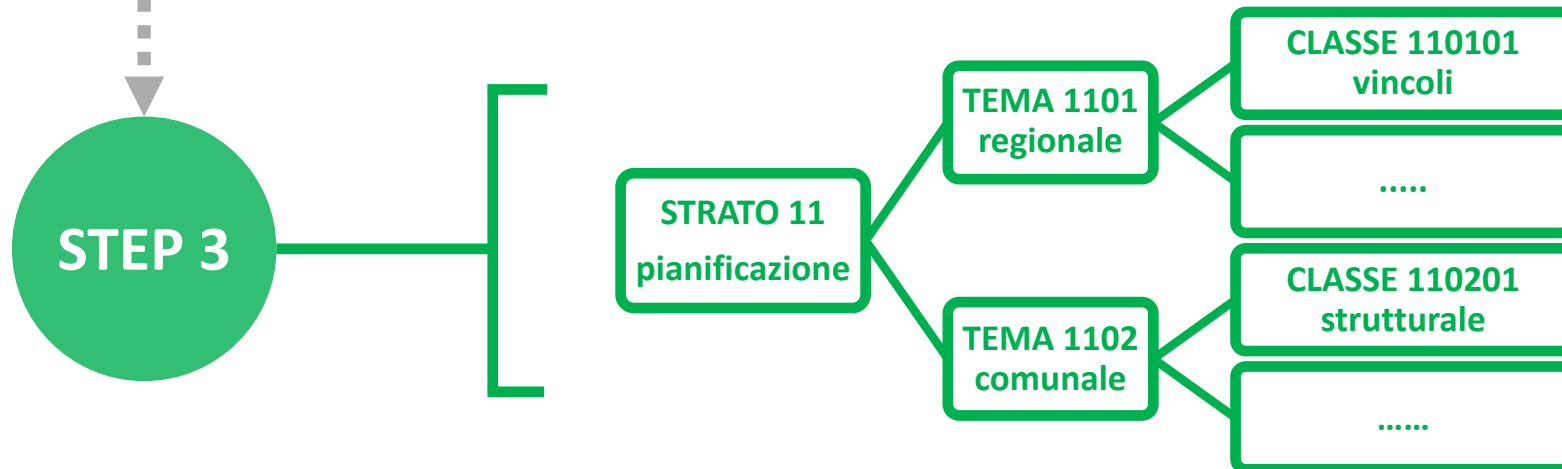 STEP 3
STRATO 11
pianificazione
TEMA 1101
regionale
CLASSE 110101
vincoli
.....
TEMA 1102
comunale
CLASSE 110201
strutturale
......